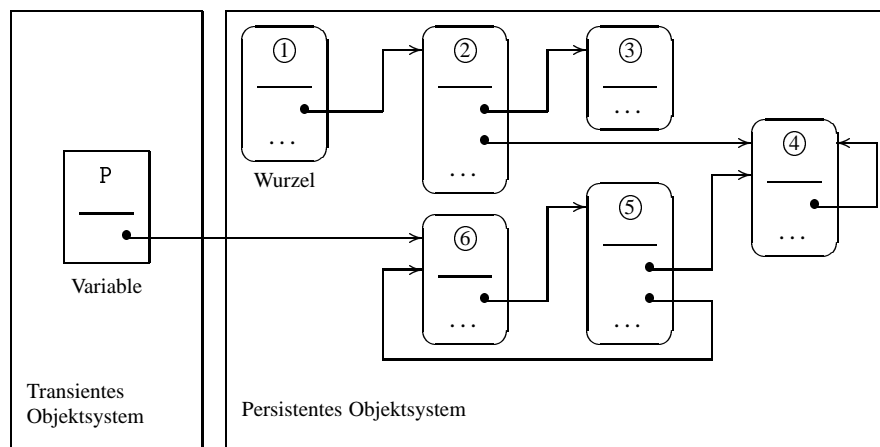 ①
...
Wurzel
②
...
③
...
④
...
⑤
...
⑥
...
P
Variable
Transientes
Objektsystem
Persistentes Objektsystem